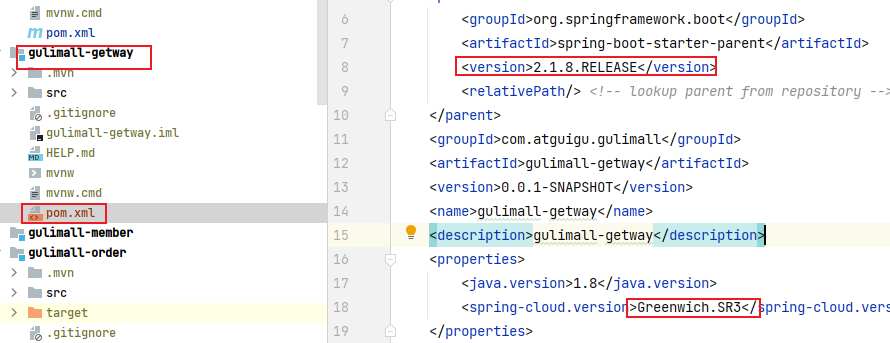 mvnw.cmd
pom.xml
gulimall-getway
.mvn
src
.gitignore
gulimall-getway.iml
HELP.md
mvnw
mvnw.cmd
pom.xml
gulimall-member
gulimall-order
.mvn
src
target
.gitignore
6 <groupId>org.springframework.boot</groupId>
7 <artifactId>spring-boot-starter-parent</artifactId>
8 <version>2.1.8.RELEASE</version>
9 <relativePath/> <!-- lookup parent from repository -->
10 </parent>
11 <groupId>com.atguigu.gulimall</groupId>
12 <artifactId>gulimall-getway</artifactId>
13 <version>0.0.1-SNAPSHOT</version>
14 <name>gulimall-getway</name>
15 <description>gulimall-getway</description>
16 <properties>
17 <java.version>1.8</java.version>
18 <spring-cloud.version>Greenwich.SR3</spring-cloud.vers
19 </properties>